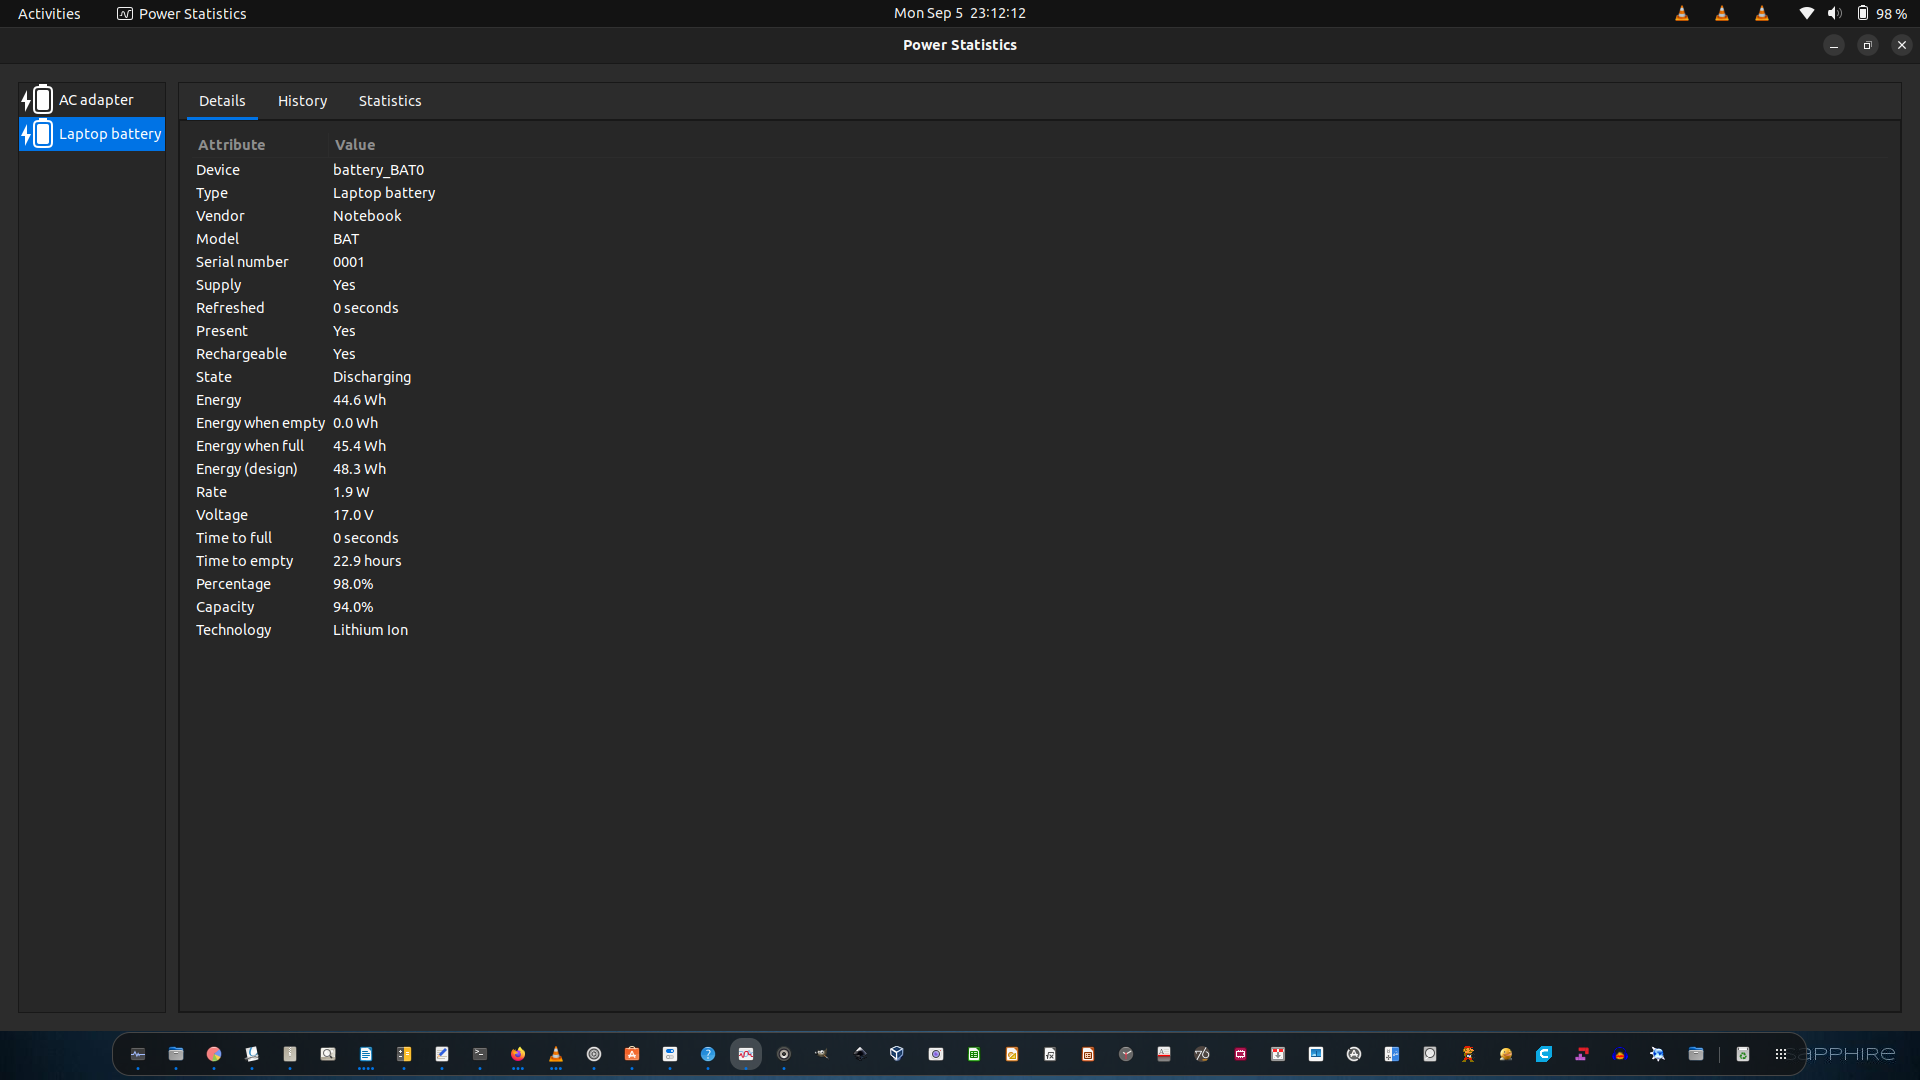 Activities Power Statistics Mon Sep 5 23:12:12 98 %
Power Statistics
AC adapter
Laptop battery
Details History Statistics
Attribute Value
Device battery_BAT0
Type Laptop battery
Vendor Notebook
Model BAT
Serial number 0001
Supply Yes
Refreshed 0 seconds
Present Yes
Rechargeable Yes
State Discharging
Energy 44.6 Wh
Energy when empty 0.0 Wh
Energy when full 45.4 Wh
Energy (design) 48.3 Wh
Rate 1.9 W
Voltage 17.0 V
Time to full 0 seconds
Time to empty 22.9 hours
Percentage 98.0%
Capacity 94.0%
Technology Lithium Ion
76